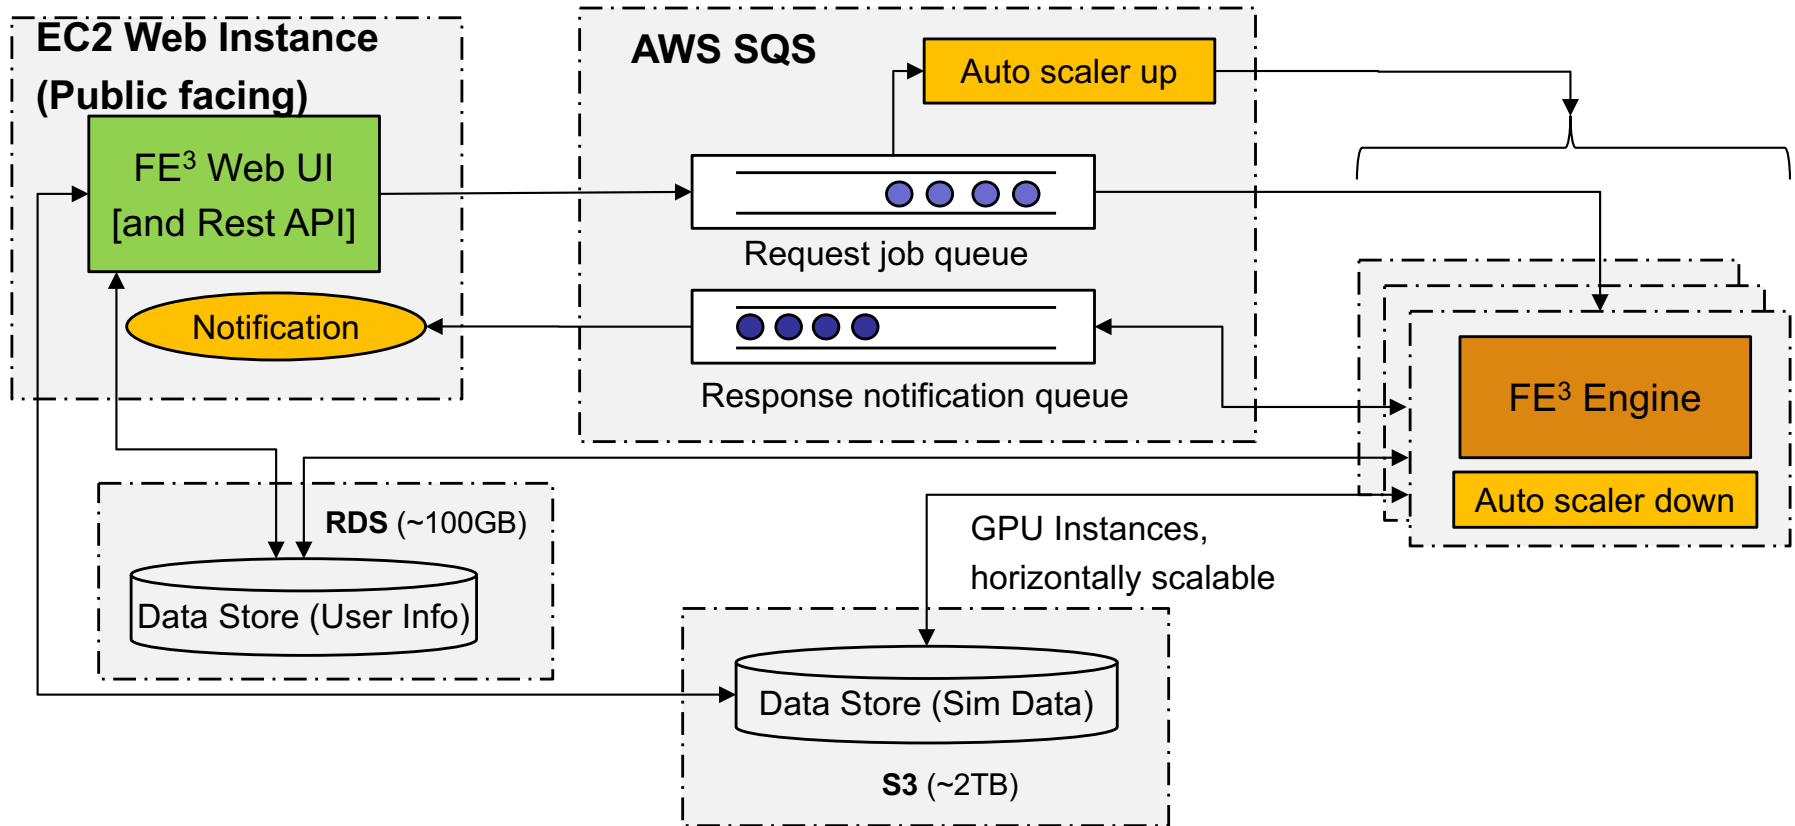 EC2 Web Instance
(Public facing)
FE³ Web UI
[and Rest API]
Notification
AWS SQS
Auto scaler up
Request job queue
Response notification queue
FE³ Engine
Auto scaler down
GPU Instances,
horizontally scalable
RDS (~100GB)
Data Store (User Info)
Data Store (Sim Data)
S3 (~2TB)